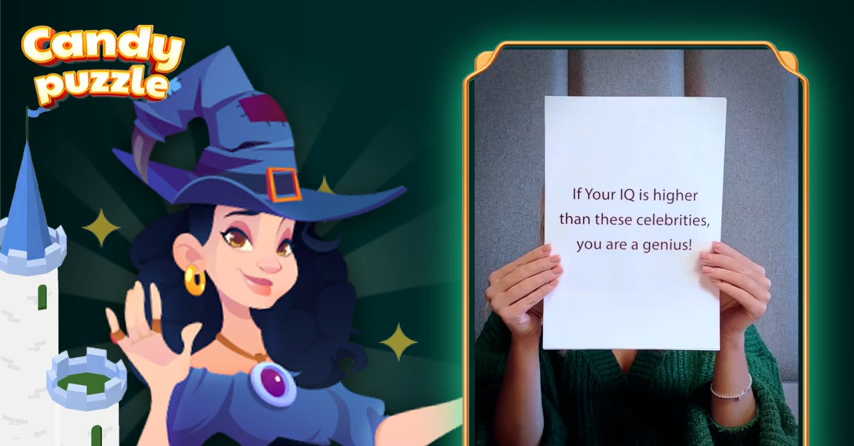 Candy
puzzle
If Your IQ is higher
than these celebrities,
you are a genius!